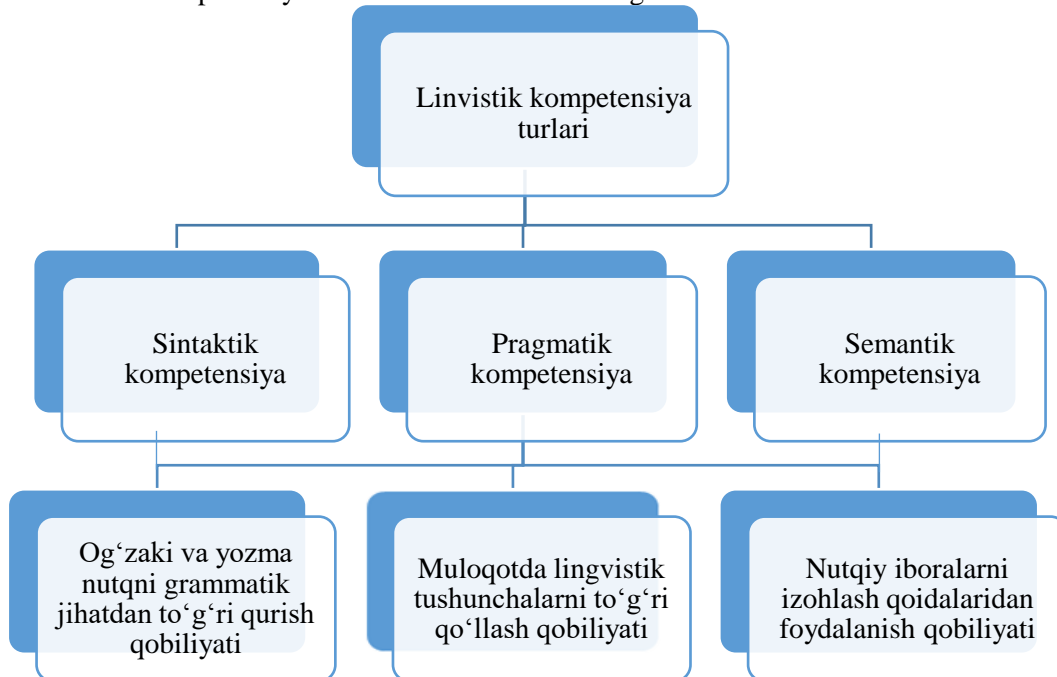 Linvistik kompetensiya
turlari
Sintaktik
kompetensiya
Pragmatik
kompetensiya
Semantik
kompetensiya
Og‘zaki va yozma
nutqni grammatik
jihatdan to‘g‘ri qurish
qobiliyati
Muloqotda lingvistik
tushunchalarni to‘g‘ri
qo‘llash qobiliyati
Nutqiy iboralarni
izohlash qoidalaridan
foydalanish qobiliyati